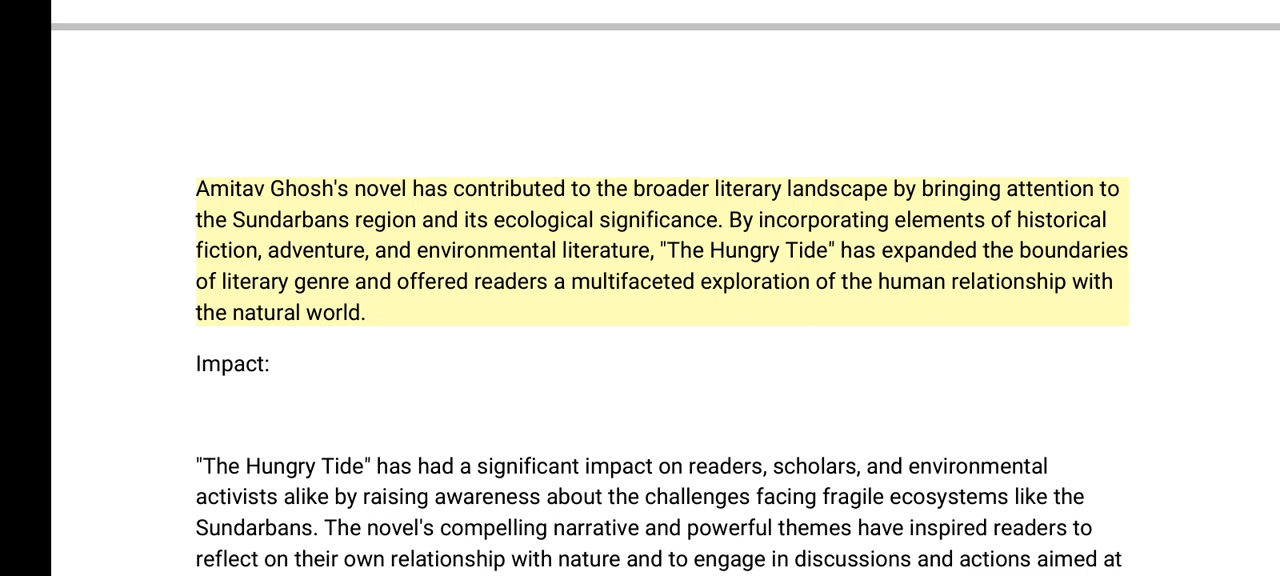 Amitav Ghosh's novel has contributed to the broader literary landscape by bringing attention to
the Sundarbans region and its ecological significance. By incorporating elements of historical
fiction, adventure, and environmental literature, "The Hungry Tide" has expanded the boundaries
of literary genre and offered readers a multifaceted exploration of the human relationship with
the natural world.
Impact:
"The Hungry Tide" has had a significant impact on readers, scholars, and environmental
activists alike by raising awareness about the challenges facing fragile ecosystems like the
Sundarbans. The novel's compelling narrative and powerful themes have inspired readers to
reflect on their own relationship with nature and to engage in discussions and actions aimed at